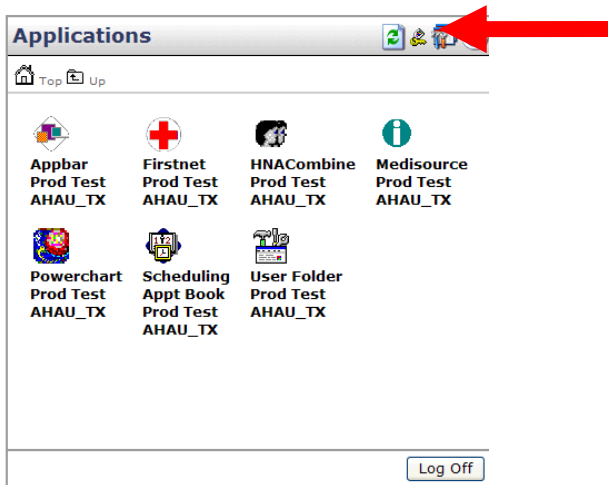 Applications
Top Up
Appbar Firstnet HNACombine Medisource
Prod Test Prod Test Prod Test Prod Test
AHAU_TX AHAU_TX AHAU_TX AHAU_TX
Powerchart Scheduling User Folder
Prod Test Appt Book Prod Test
AHAU_TX Prod Test AHAU_TX
AHAU_TX
Log Off